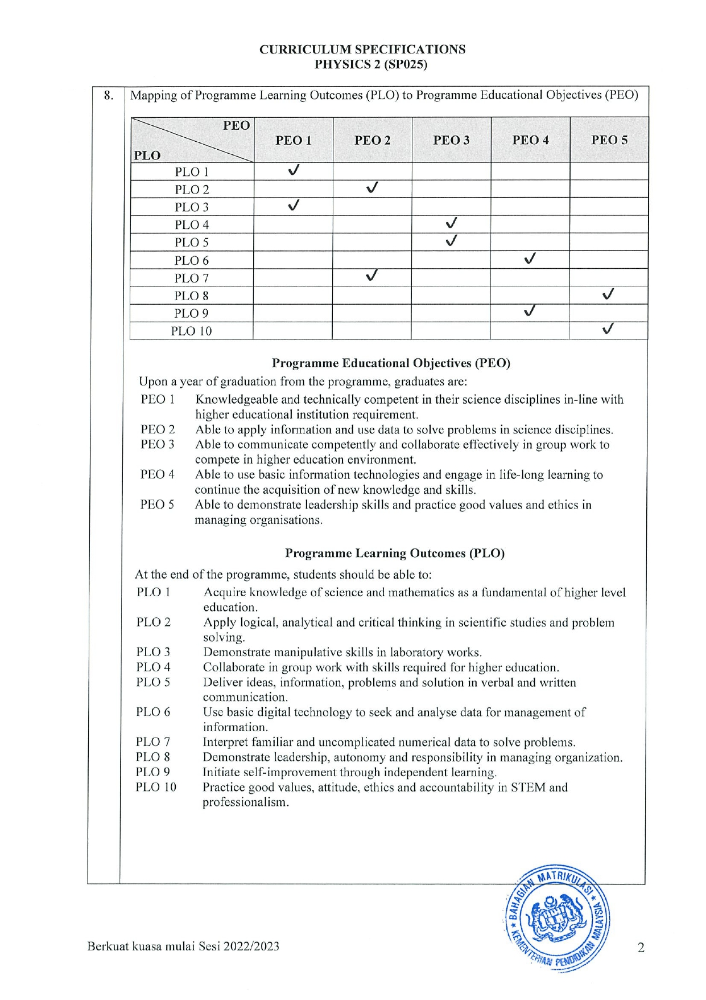 CURRICULUM SPECIFICATIONS
PHYSICS 2 (SP025)
8. Mapping of Programme Learning Outcomes (PLO) to Programme Educational Objectives (PEO)
PEO
PLO
PEO 1 PEO 2 PEO 3 PEO 4 PEO 5
PLO 1 ✓
PLO 2 ✓
PLO 3 ✓
PLO 4 ✓
PLO 5 ✓
PLO 6 ✓
PLO 7 ✓
PLO 8 ✓
PLO 9 ✓
PLO 10 ✓
Programme Educational Objectives (PEO)
Upon a year of graduation from the programme, graduates are:
PEO 1 Knowledgeable and technically competent in their science disciplines in-line with
higher educational institution requirement.
PEO 2 Able to apply information and use data to solve problems in science disciplines.
PEO 3 Able to communicate competently and collaborate effectively in group work to
compete in higher education environment.
PEO 4 Able to use basic information technologies and engage in life-long learning to
continue the acquisition of new knowledge and skills.
PEO 5 Able to demonstrate leadership skills and practice good values and ethics in
managing organisations.
Programme Learning Outcomes (PLO)
At the end of the programme, students should be able to:
PLO 1 Acquire knowledge of science and mathematics as a fundamental of higher level
education.
PLO 2 Apply logical, analytical and critical thinking in scientific studies and problem
solving.
PLO 3 Demonstrate manipulative skills in laboratory works.
PLO 4 Collaborate in group work with skills required for higher education.
PLO 5 Deliver ideas, information, problems and solution in verbal and written
communication.
PLO 6 Use basic digital technology to seek and analyse data for management of
information.
PLO 7 Interpret familiar and uncomplicated numerical data to solve problems.
PLO 8 Demonstrate leadership, autonomy and responsibility in managing organization.
PLO 9 Initiate self-improvement through independent learning.
PLO 10 Practice good values, attitude, ethics and accountability in STEM and
professionalism.
★ BAHAGIAN MATRIKULASI ★
KEMENTERIAN PENDIDIKAN MALAYSIA
Berkuat kuasa mulai Sesi 2022/2023
2